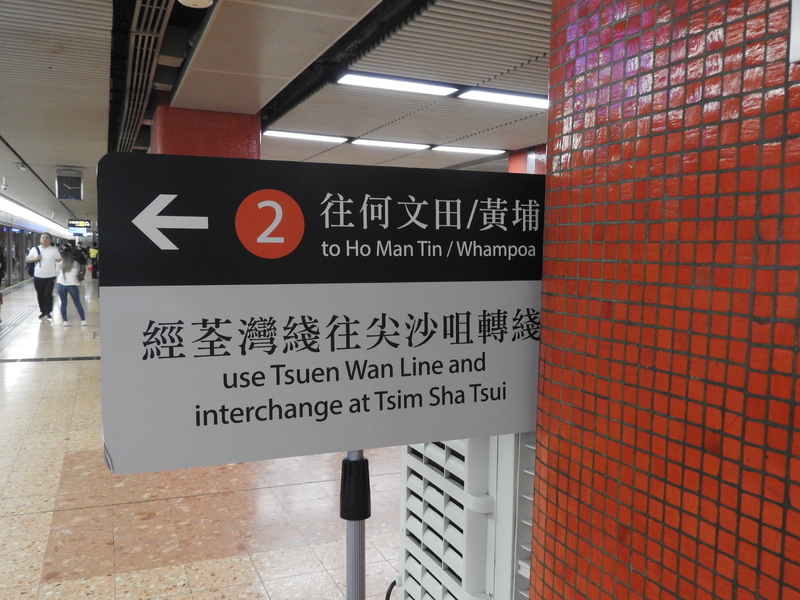 2
往何文田/黃埔
to Ho Man Tin / Whampoa
經荃灣綫往尖沙咀轉綫
use Tsuen Wan Line and
interchange at Tsim Sha Tsui